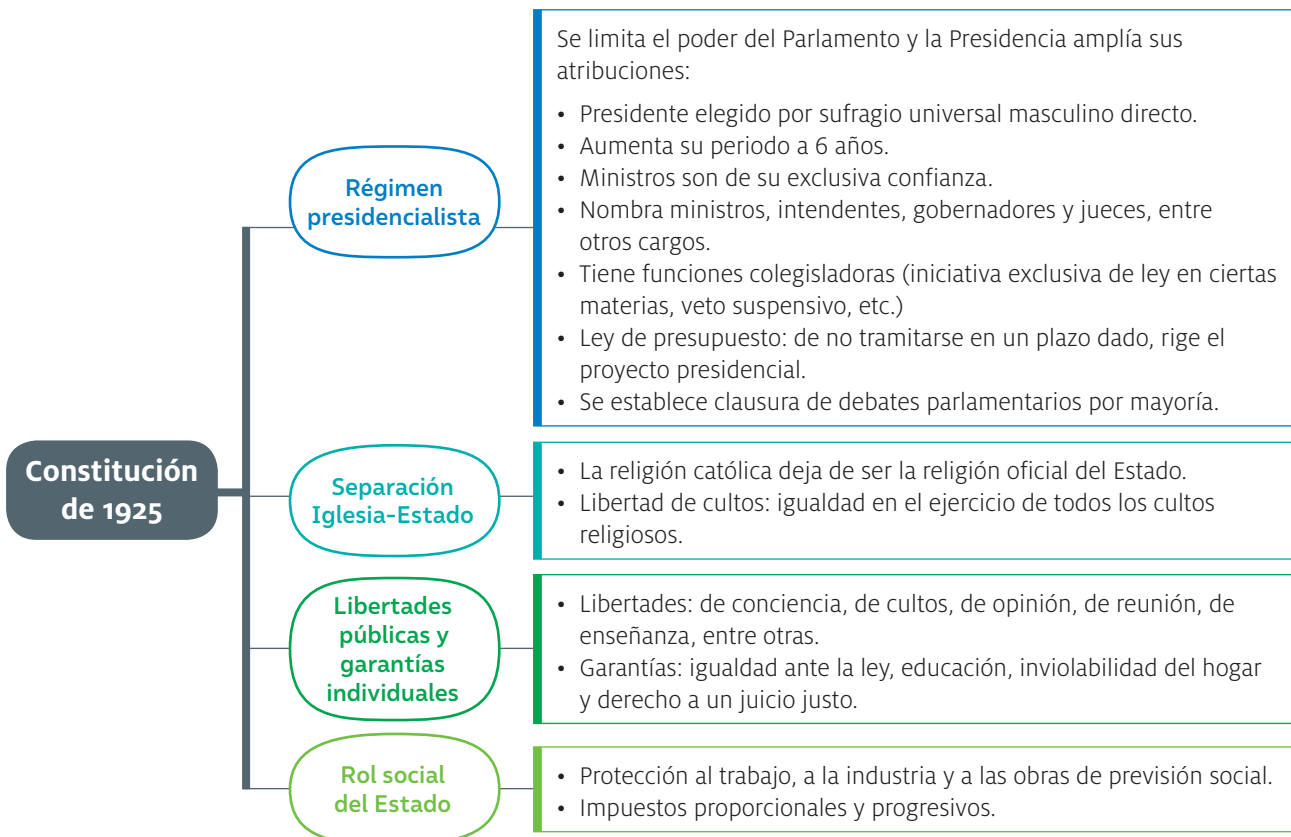 Constitución
de 1925
Régimen
presidencialista
Se limita el poder del Parlamento y la Presidencia amplía sus
atribuciones:
• Presidente elegido por sufragio universal masculino directo.
• Aumenta su periodo a 6 años.
• Ministros son de su exclusiva confianza.
• Nombra ministros, intendentes, gobernadores y jueces, entre
otros cargos.
• Tiene funciones colegisladoras (iniciativa exclusiva de ley en ciertas
materias, veto suspensivo, etc.)
• Ley de presupuesto: de no tramitarse en un plazo dado, rige el
proyecto presidencial.
• Se establece clausura de debates parlamentarios por mayoría.
Separación
Iglesia-Estado
• La religión católica deja de ser la religión oficial del Estado.
• Libertad de cultos: igualdad en el ejercicio de todos los cultos
religiosos.
Libertades
públicas y
garantías
individuales
• Libertades: de conciencia, de cultos, de opinión, de reunión, de
enseñanza, entre otras.
• Garantías: igualdad ante la ley, educación, inviolabilidad del hogar
y derecho a un juicio justo.
Rol social
del Estado
• Protección al trabajo, a la industria y a las obras de previsión social.
• Impuestos proporcionales y progresivos.